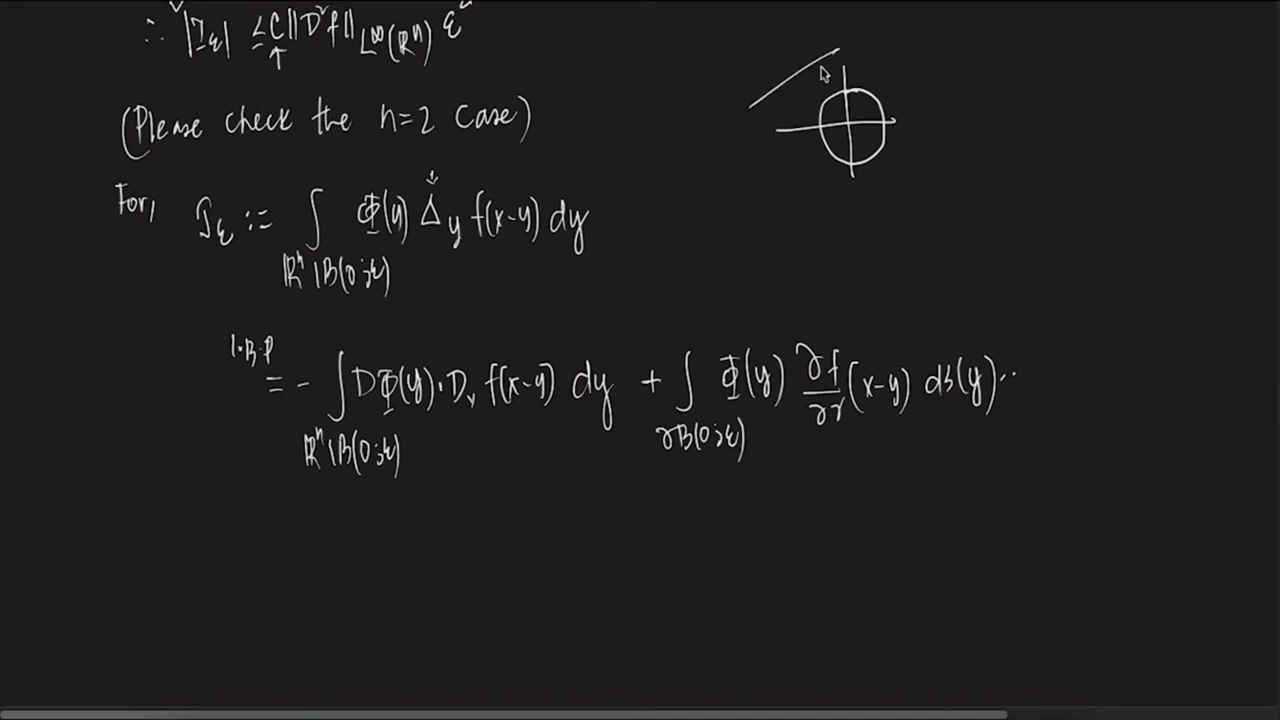 ∴ |I_ε| ≤ C ||D²f||_{L^∞(ℝⁿ)} ε²
(Please check the n=2 case)
For, J_ε := ∫_{ℝⁿ\B(0;ε)} Φ(y) Δ_y f(x-y) dy
I.B.P = - ∫_{ℝⁿ\B(0;ε)} DΦ(y)·D_y f(x-y) dy + ∫_{∂B(0;ε)} Φ(y) ∂f/∂ν (x-y) dS(y) ..